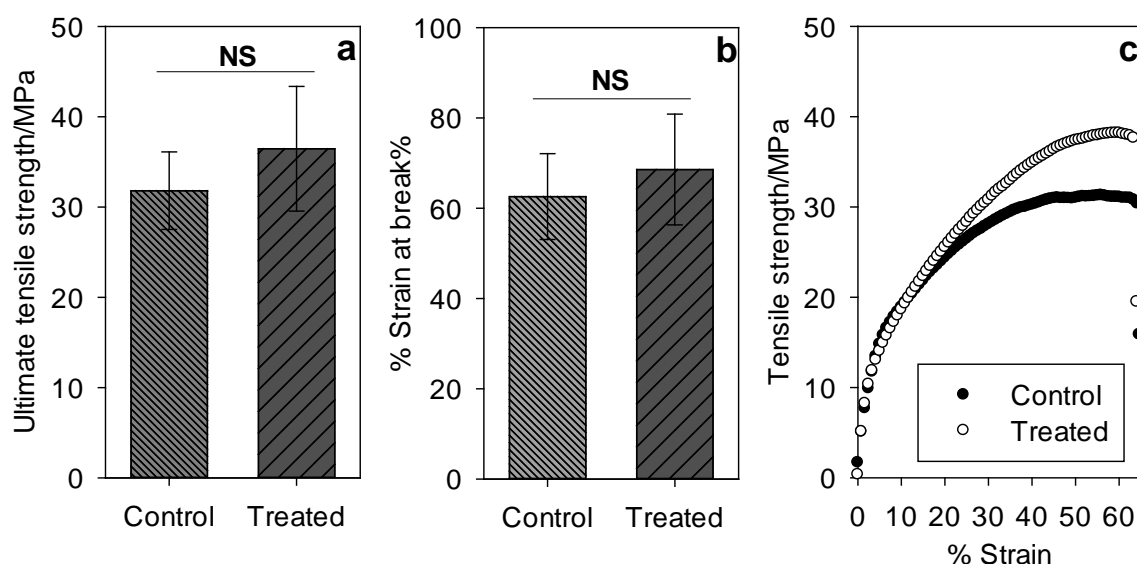 a
NS
Ultimate tensile strength/MPa
50
40
30
20
10
0
Control Treated
b
NS
% Strain at break%
100
80
60
40
20
0
Control Treated
c
Tensile strength/MPa
50
40
30
20
10
0
Control
Treated
0 10 20 30 40 50 60
% Strain